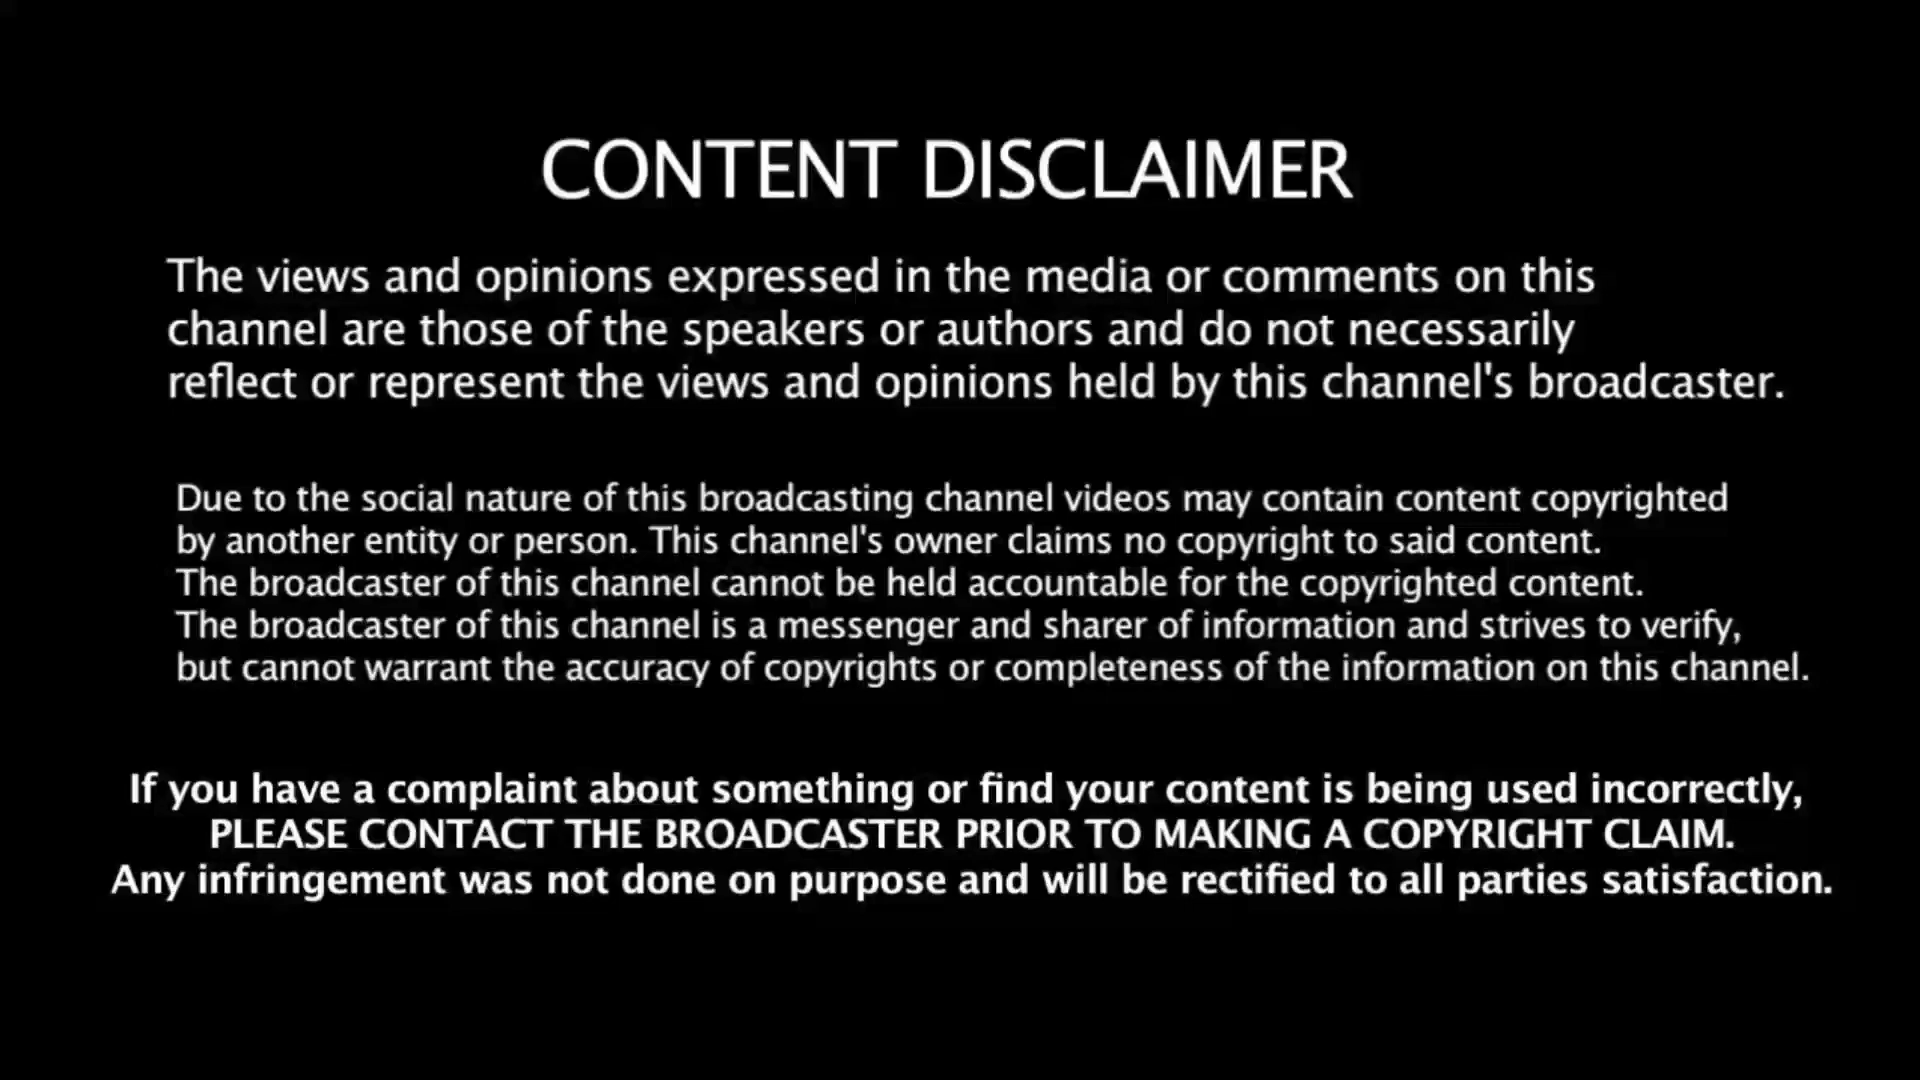 CONTENT DISCLAIMER
The views and opinions expressed in the media or comments on this
channel are those of the speakers or authors and do not necessarily
reflect or represent the views and opinions held by this channel's broadcaster.
Due to the social nature of this broadcasting channel videos may contain content copyrighted
by another entity or person. This channel's owner claims no copyright to said content.
The broadcaster of this channel cannot be held accountable for the copyrighted content.
The broadcaster of this channel is a messenger and sharer of information and strives to verify,
but cannot warrant the accuracy of copyrights or completeness of the information on this channel.
If you have a complaint about something or find your content is being used incorrectly,
PLEASE CONTACT THE BROADCASTER PRIOR TO MAKING A COPYRIGHT CLAIM.
Any infringement was not done on purpose and will be rectified to all parties satisfaction.